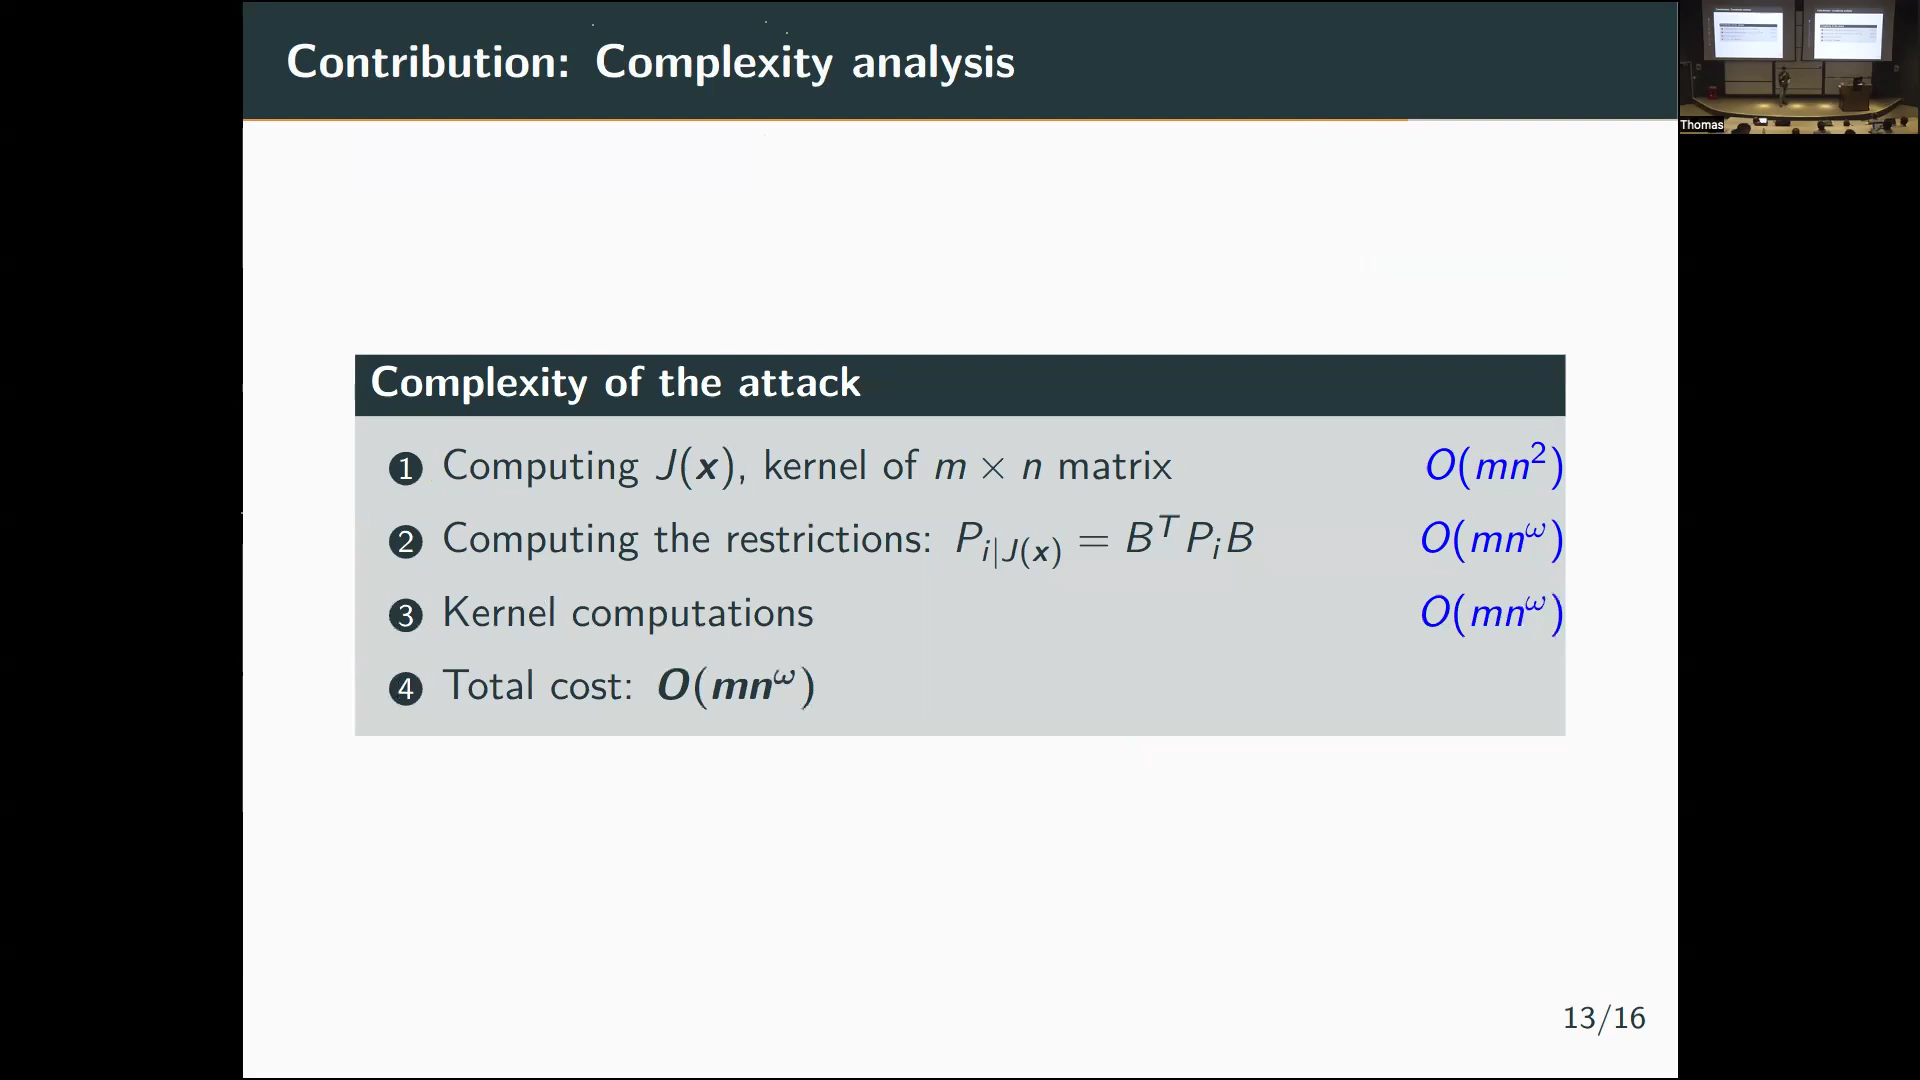 Contribution: Complexity analysis
Thomas
Complexity of the attack
1 Computing J(x), kernel of m × n matrix O(mn²)
2 Computing the restrictions: P_{i|J(x)} = BᵀPᵢB O(mn^ω)
3 Kernel computations O(mn^ω)
4 Total cost: O(mn^ω)
13/16